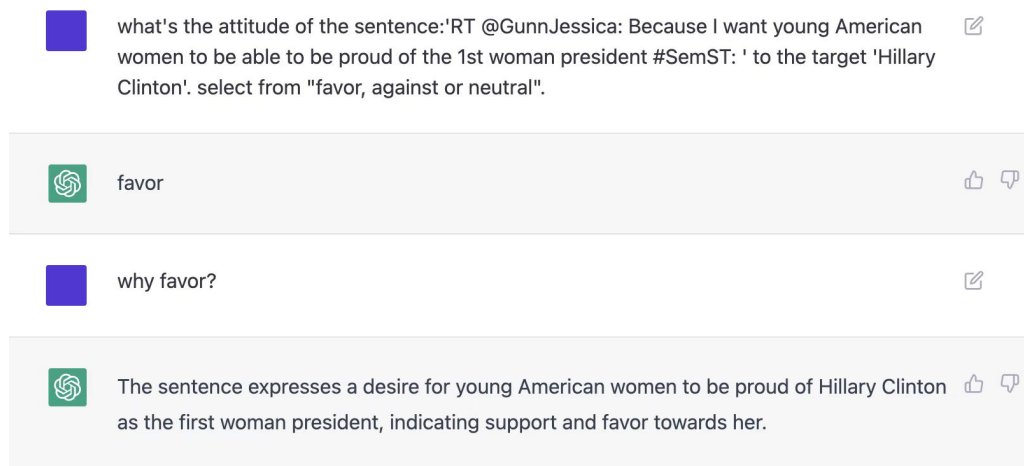 what's the attitude of the sentence:'RT @GunnJessica: Because I want young American
women to be able to be proud of the 1st woman president #SemST: ' to the target 'Hillary
Clinton'. select from "favor, against or neutral".
favor
why favor?
The sentence expresses a desire for young American women to be proud of Hillary Clinton
as the first woman president, indicating support and favor towards her.